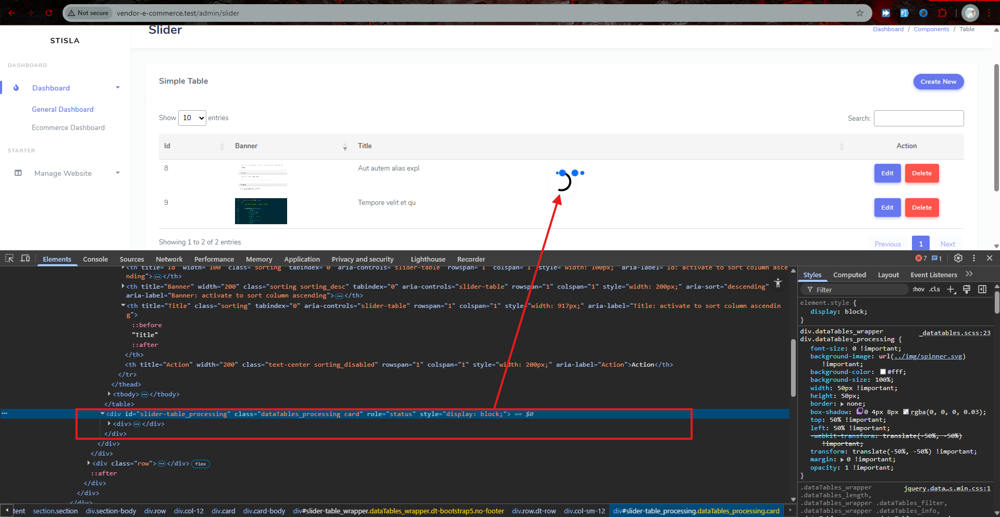 Not secure
vendor-e-commerce.test/admin/slider
STISLA
DASHBOARD
Dashboard
General Dashboard
Ecommerce Dashboard
STARTER
Manage Website
Slider
Dashboard / Components / Table
Simple Table
Create New
Show 10 entries
Search:
Id Banner Title Action
8 Aut autem alias expl Edit Delete
9 Tempore velit et qu Edit Delete
Showing 1 to 2 of 2 entries
Previous 1 Next
Elements Console Sources Network Performance Memory Application Privacy and security Lighthouse Recorder 7 1
<th title="Id" width="100" class="sorting" tabindex="0" aria-controls="slider-table" rowspan="1" colspan="1" style="width: 100px;" aria-label="Id: activate to sort column asce
nding">…</th>
<th title="Banner" width="200" class="sorting sorting_desc" tabindex="0" aria-controls="slider-table" rowspan="1" colspan="1" style="width: 200px;" aria-sort="descending"
aria-label="Banner: activate to sort column ascending">…</th>
<th title="Title" class="sorting" tabindex="0" aria-controls="slider-table" rowspan="1" colspan="1" style="width: 917px;" aria-label="Title: activate to sort column ascendin
g">
::before
"Title"
::after
</th>
<th title="Action" width="200" class="text-center sorting_disabled" rowspan="1" colspan="1" style="width: 200px;" aria-label="Action">Action</th>
</tr>
</thead>
<tbody>…</tbody>
</table>
<div id="slider-table_processing" class="dataTables_processing card" role="status" style="display: block;"> == $0
<div>…</div>
</div>
</div>
</div>
<div class="row">…</div> flex
::after
</div>
</div>
</div>
tent section.section div.section-body div.row div.col-12 div.card div.card-body div#slider-table_wrapper.dataTables_wrapper.dt-bootstrap5.no-footer div.row.dt-row div.col-sm-12 div#slider-table_processing.dataTables_processing.card
Styles Computed Layout Event Listeners
Filter :hov .cls
element.style {
display: block;
}
div.dataTables_wrapper _datatables.scss:23
div.dataTables_processing {
font-size: 0 !important;
background-image: url(../img/spinner.svg)
!important;
background-color: #fff;
background-size: 100%;
width: 50px !important;
height: 50px;
border: none;
box-shadow: 0 4px 8px rgba(0, 0, 0, 0.03);
top: 50% !important;
left: 50% !important;
-webkit-transform: translate(-50%, -50%)
!important;
transform: translate(-50%, -50%) !important;
margin: 0 !important;
opacity: 1 !important;
}
.dataTables_wrapper jquery.data…s.min.css:1
.dataTables_length,
.dataTables_wrapper .dataTables_filter,
.dataTables_wrapper .dataTables_info,